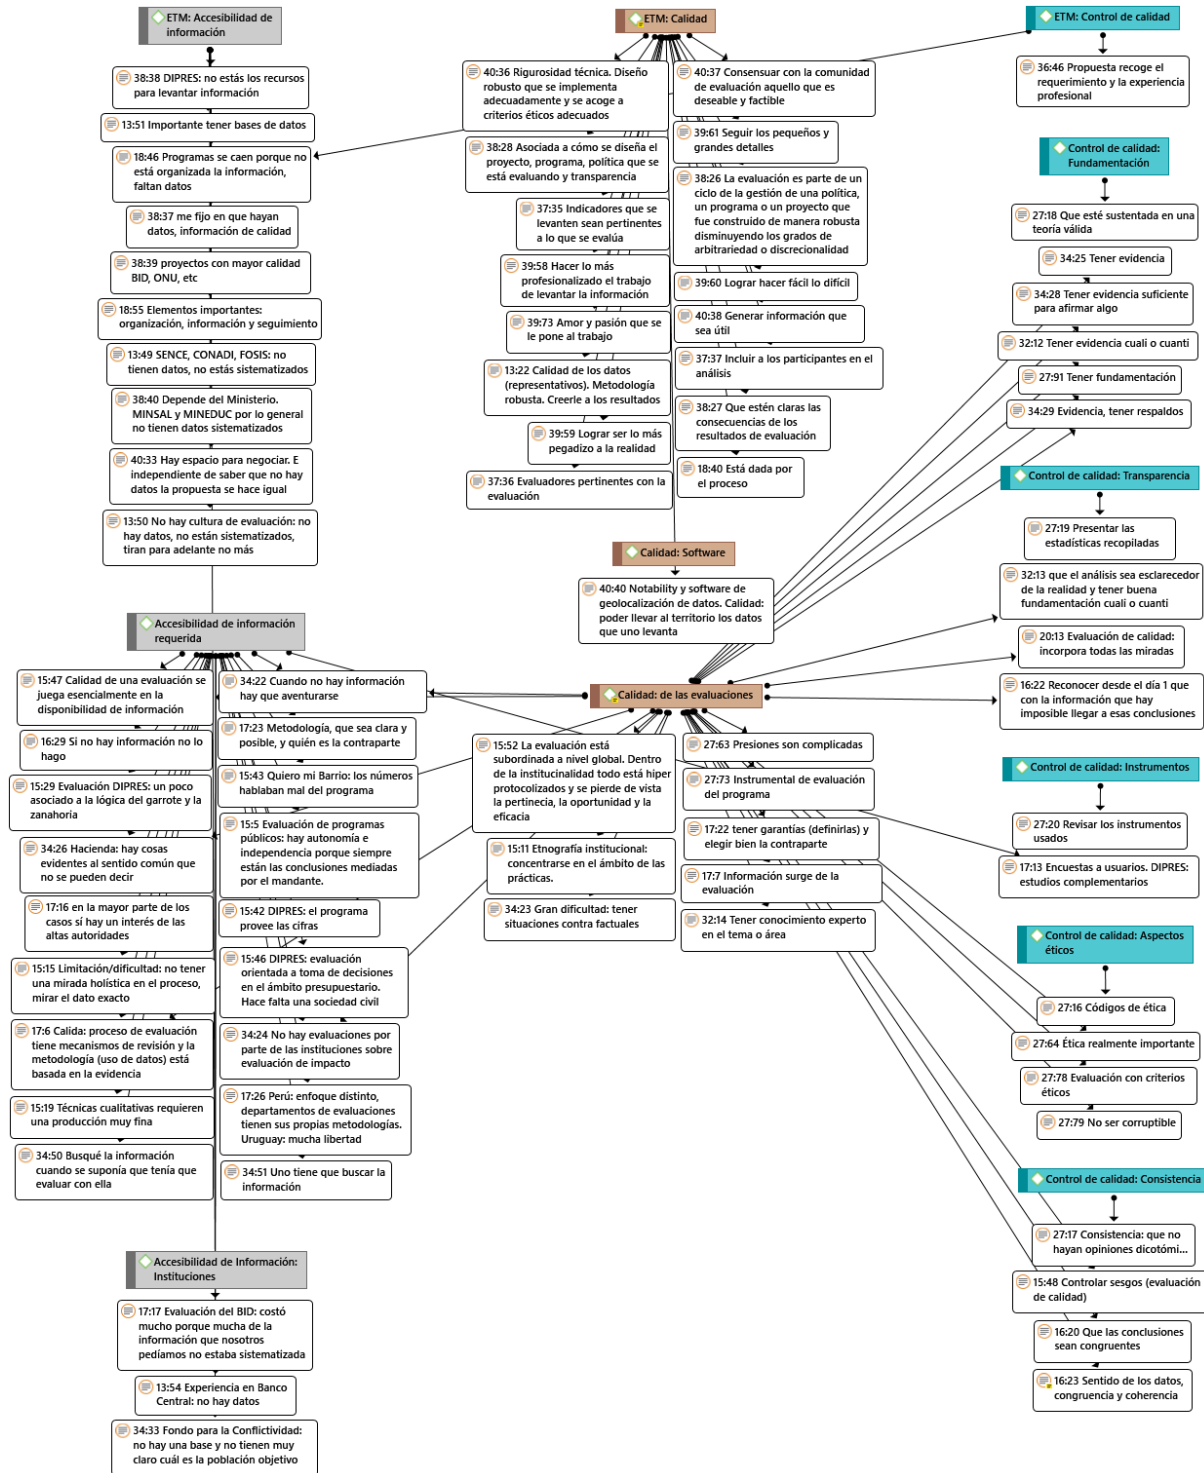 ETM: Accesibilidad de
información
38:38 DIPRES: no estás los recursos
para levantar información
13:51 Importante tener bases de datos
18:46 Programas se caen porque no
está organizada la información,
faltan datos
38:37 me fijo en que hayan
datos, información de calidad
38:39 proyectos con mayor calidad
BID, ONU, etc
18:55 Elementos importantes:
organización, información y seguimiento
13:49 SENCE, CONADI, FOSIS: no
tienen datos, no estás sistematizados
38:40 Depende del Ministerio.
MINSAL y MINEDUC por lo general
no tienen datos sistematizados
40:33 Hay espacio para negociar. E
independiente de saber que no hay
datos la propuesta se hace igual
13:50 No hay cultura de evaluación: no
hay datos, no están sistematizados,
tiran para adelante no más
Accesibilidad de información
requerida
15:47 Calidad de una evaluación se
juega esencialmente en la
disponibilidad de información
16:29 Si no hay información no lo
hago
15:29 Evaluación DIPRES: un poco
asociado a la lógica del garrote y la
zanahoria
34:26 Hacienda: hay cosas
evidentes al sentido común que
no se pueden decir
17:16 en la mayor parte de los
casos sí hay un interés de las
altas autoridades
15:15 Limitación/dificultad: no tener
una mirada holística en el proceso,
mirar el dato exacto
17:6 Calida: proceso de evaluación
tiene mecanismos de revisión y la
metodología (uso de datos) está
basada en la evidencia
15:19 Técnicas cualitativas requieren
una producción muy fina
34:50 Busqué la información
cuando se suponía que tenía que
evaluar con ella
34:22 Cuando no hay información
hay que aventurarse
17:23 Metodología, que sea clara y
posible, y quién es la contraparte
15:43 Quiero mi Barrio: los números
hablaban mal del programa
15:5 Evaluación de programas
públicos: hay autonomía e
independencia porque siempre
están las conclusiones mediadas
por el mandante.
15:42 DIPRES: el programa
provee las cifras
15:46 DIPRES: evaluación
orientada a toma de decisiones
en el ámbito presupuestario.
Hace falta una sociedad civil
34:24 No hay evaluaciones por
parte de las instituciones sobre
evaluación de impacto
17:26 Perú: enfoque distinto,
departamentos de evaluaciones
tienen sus propias metodologías.
Uruguay: mucha libertad
34:51 Uno tiene que buscar la
información
Accesibilidad de Información:
Instituciones
17:17 Evaluación del BID: costó
mucho porque mucha de la
información que nosotros
pedíamos no estaba sistematizada
13:54 Experiencia en Banco
Central: no hay datos
34:33 Fondo para la Conflictividad:
no hay una base y no tienen muy
claro cuál es la población objetivo
ETM: Calidad
40:36 Rigurosidad técnica. Diseño
robusto que se implementa
adecuadamente y se acoge a
criterios éticos adecuados
38:28 Asociada a cómo se diseña el
proyecto, programa, política que se
está evaluando y transparencia
37:35 Indicadores que se
levanten sean pertinentes
a lo que se evalúa
39:58 Hacer lo más
profesionalizado el trabajo
de levantar la información
39:73 Amor y pasión que se
le pone al trabajo
13:22 Calidad de los datos
(representativos). Metodología
robusta. Creerle a los resultados
39:59 Lograr ser lo más
pegadizo a la realidad
37:36 Evaluadores pertinentes con la
evaluación
40:37 Consensuar con la comunidad
de evaluación aquello que es
deseable y factible
39:61 Seguir los pequeños y
grandes detalles
38:26 La evaluación es parte de un
ciclo de la gestión de una política,
un programa o un proyecto que
fue construido de manera robusta
disminuyendo los grados de
arbitrariedad o discrecionalidad
39:60 Lograr hacer fácil lo difícil
40:38 Generar información que
sea útil
37:37 Incluir a los participantes en el
análisis
38:27 Que estén claras las
consecuencias de los
resultados de evaluación
18:40 Está dada por
el proceso
Calidad: Software
40:40 Notability y software de
geolocalización de datos. Calidad:
poder llevar al territorio los datos
que uno levanta
Calidad: de las evaluaciones
15:52 La evaluación está
subordinada a nivel global. Dentro
de la institucinalidad todo está hiper
protocolizados y se pierde de vista
la pertinecía, la oportunidad y la
eficacia
15:11 Etnografía institucional:
concentrarse en el ámbito de las
prácticas.
34:23 Gran dificultad: tener
situaciones contra factuales
27:63 Presiones son complicadas
27:73 Instrumental de evaluación
del programa
17:22 tener garantías (definirlas) y
elegir bien la contraparte
17:7 Información surge de la
evaluación
32:14 Tener conocimiento experto
en el tema o área
ETM: Control de calidad
36:46 Propuesta recoge el
requerimiento y la experiencia
profesional
Control de calidad:
Fundamentación
27:18 Que esté sustentada en una
teoría válida
34:25 Tener evidencia
34:28 Tener evidencia suficiente
para afirmar algo
32:12 Tener evidencia cuali o cuanti
27:91 Tener fundamentación
34:29 Evidencia, tener respaldos
Control de calidad: Transparencia
27:19 Presentar las
estadísticas recopiladas
32:13 que el análisis sea esclarecedor
de la realidad y tener buena
fundamentación cuali o cuanti
20:13 Evaluación de calidad:
incorpora todas las miradas
16:22 Reconocer desde el día 1 que
con la información que hay
imposible llegar a esas conclusiones
Control de calidad: Instrumentos
27:20 Revisar los instrumentos
usados
17:13 Encuestas a usuarios. DIPRES:
estudios complementarios
Control de calidad: Aspectos
éticos
27:16 Códigos de ética
27:64 Ética realmente importante
27:78 Evaluación con criterios
éticos
27:79 No ser corruptible
Control de calidad: Consistencia
27:17 Consistencia: que no
hayan opiniones dicotómi...
15:48 Controlar sesgos (evaluación
de calidad)
16:20 Que las conclusiones
sean congruentes
16:23 Sentido de los datos,
congruencia y coherencia